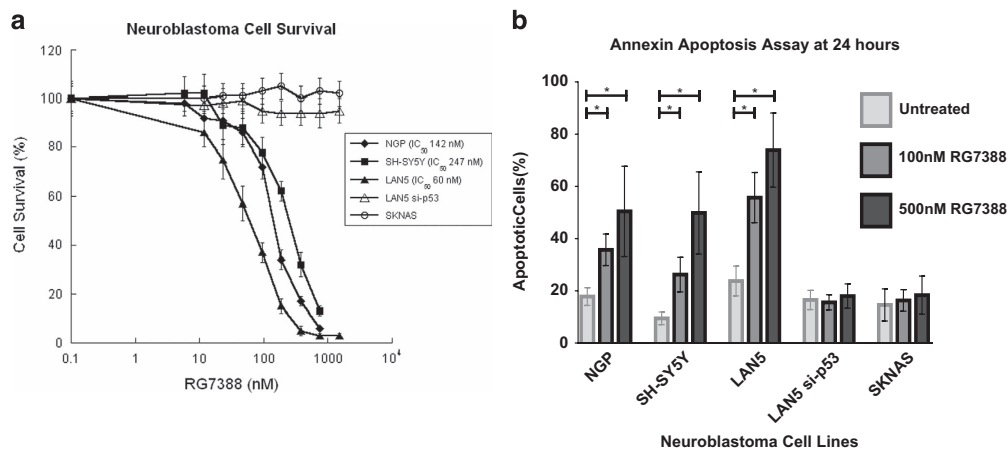 a
Neuroblastoma Cell Survival
120
100
80
60
40
20
0
Cell Survival (%)
0.1
1
10
100
1000
10⁴
RG7388 (nM)
NGP (IC₅₀ 142 nM)
SH-SY5Y (IC₅₀ 247 nM)
LAN5 (IC₅₀ 60 nM)
LAN5 si-p53
SKNAS
b
Annexin Apoptosis Assay at 24 hours
100
80
60
40
20
0
ApoptoticCells(%)
* * * * * *
NGP
SH-SY5Y
LAN5
LAN5 si-p53
SKNAS
Neuroblastoma Cell Lines
Untreated
100nM RG7388
500nM RG7388